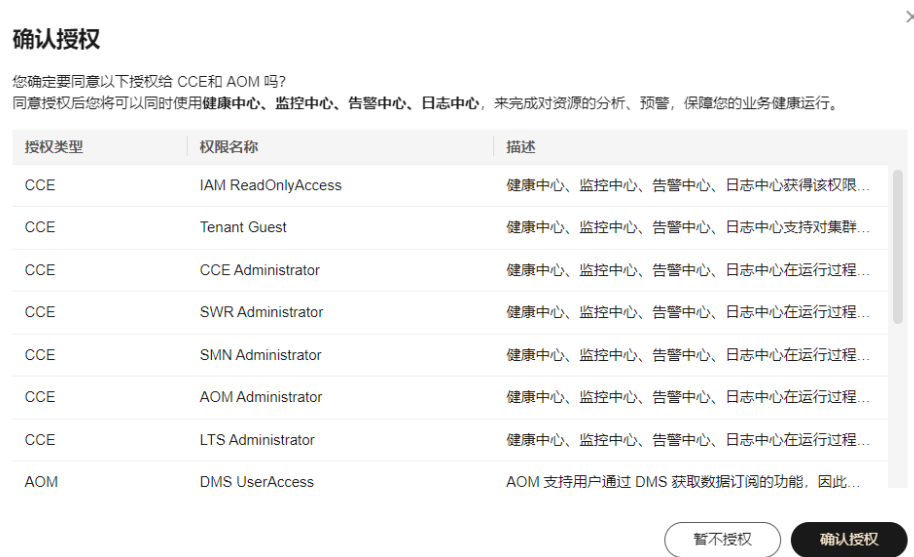 确认授权
您确定要同意以下授权给 CCE和 AOM 吗?
同意授权后您将可以同时使用健康中心、监控中心、告警中心、日志中心，来完成对资源的分析、预警，保障您的业务健康运行。
授权类型 权限名称 描述
CCE IAM ReadOnlyAccess 健康中心、监控中心、告警中心、日志中心获得该权限...
CCE Tenant Guest 健康中心、监控中心、告警中心、日志中心支持对集群...
CCE CCE Administrator 健康中心、监控中心、告警中心、日志中心在运行过程...
CCE SWR Administrator 健康中心、监控中心、告警中心、日志中心在运行过程...
CCE SMN Administrator 健康中心、监控中心、告警中心、日志中心在运行过程...
CCE AOM Administrator 健康中心、监控中心、告警中心、日志中心在运行过程...
CCE LTS Administrator 健康中心、监控中心、告警中心、日志中心在运行过程...
AOM DMS UserAccess AOM 支持用户通过 DMS 获取数据订阅的功能，因此...
暂不授权 确认授权